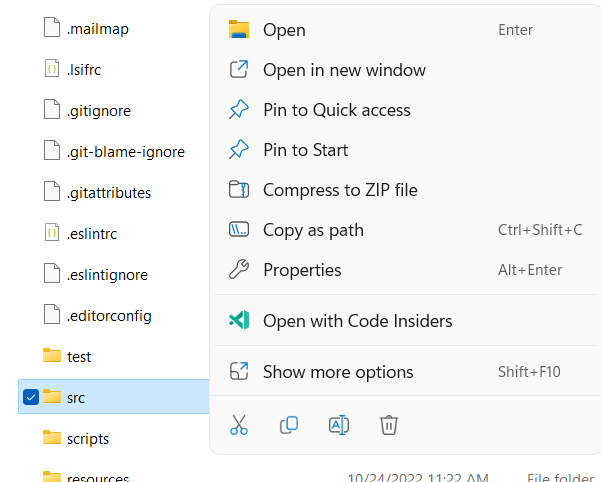 .mailmap
.lsifrc
.gitignore
.git-blame-ignore
.gitattributes
.eslintrc
.eslintignore
.editorconfig
test
src
scripts
resources
Open Enter
Open in new window
Pin to Quick access
Pin to Start
Compress to ZIP file
Copy as path Ctrl+Shift+C
Properties Alt+Enter
Open with Code Insiders
Show more options Shift+F10
10/24/2022 11:22 AM File folder